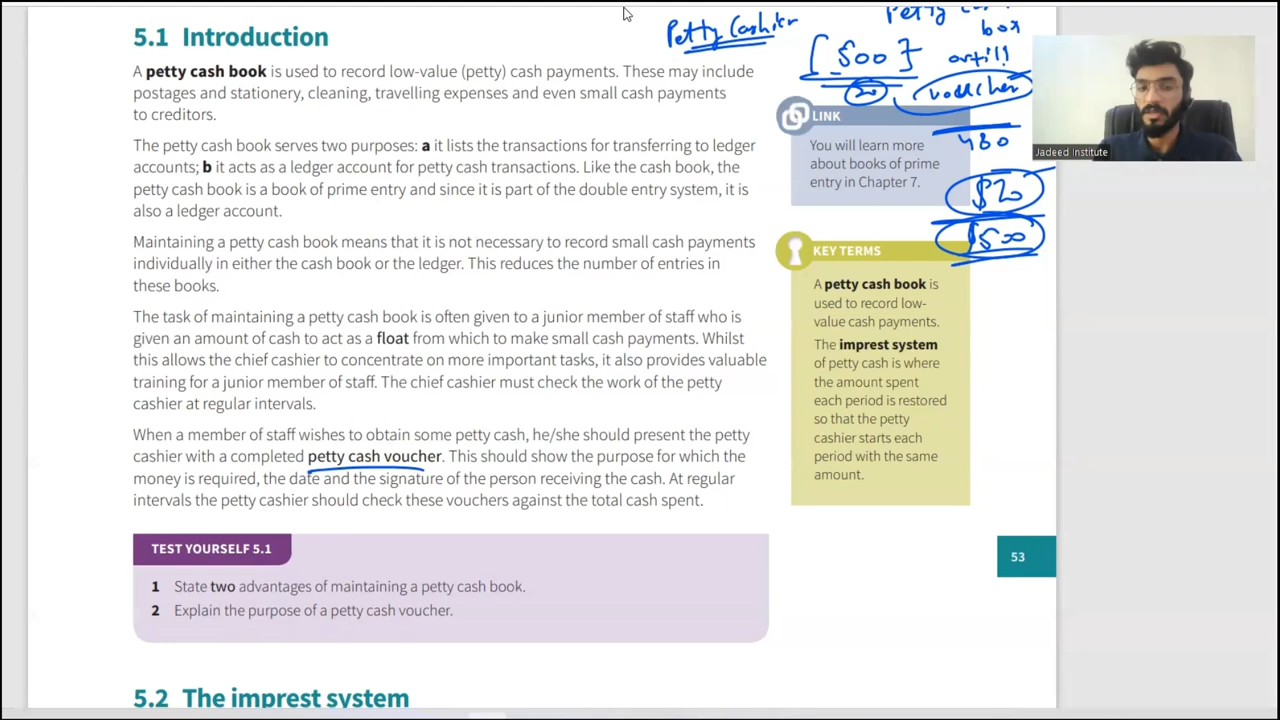 5.1 Introduction
A petty cash book is used to record low-value (petty) cash payments. These may include
postages and stationery, cleaning, travelling expenses and even small cash payments
to creditors.
The petty cash book serves two purposes: a it lists the transactions for transferring to ledger
accounts; b it acts as a ledger account for petty cash transactions. Like the cash book, the
petty cash book is a book of prime entry and since it is part of the double entry system, it is
also a ledger account.
Maintaining a petty cash book means that it is not necessary to record small cash payments
individually in either the cash book or the ledger. This reduces the number of entries in
these books.
The task of maintaining a petty cash book is often given to a junior member of staff who is
given an amount of cash to act as a float from which to make small cash payments. Whilst
this allows the chief cashier to concentrate on more important tasks, it also provides valuable
training for a junior member of staff. The chief cashier must check the work of the petty
cashier at regular intervals.
When a member of staff wishes to obtain some petty cash, he/she should present the petty
cashier with a completed petty cash voucher. This should show the purpose for which the
money is required, the date and the signature of the person receiving the cash. At regular
intervals the petty cashier should check these vouchers against the total cash spent.
TEST YOURSELF 5.1
1 State two advantages of maintaining a petty cash book.
2 Explain the purpose of a petty cash voucher.
5.2 The imprest system
Petty Cashier
Petty
box
[500]
or till
20
voucher
480
$20
$500
LINK
You will learn more
about books of prime
entry in Chapter 7.
KEY TERMS
A petty cash book is
used to record low-
value cash payments.
The imprest system
of petty cash is where
the amount spent
each period is restored
so that the petty
cashier starts each
period with the same
amount.
53
Jadeed Institute